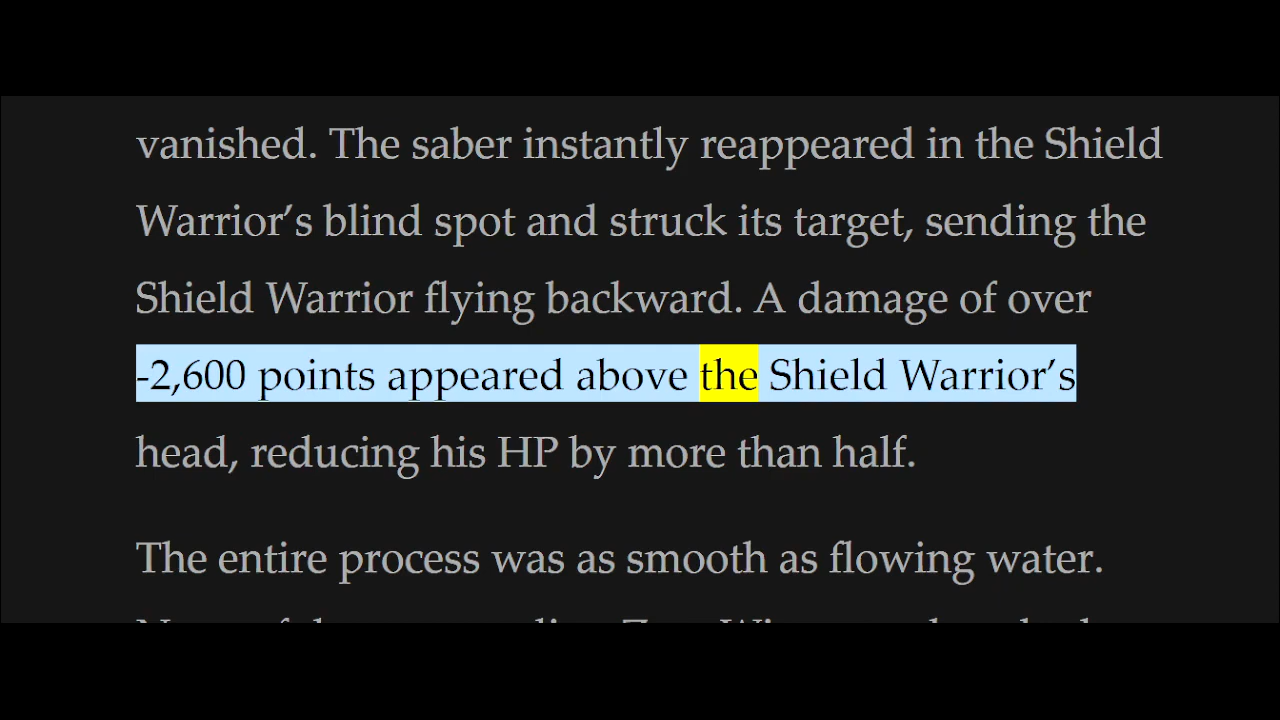 vanished. The saber instantly reappeared in the Shield
Warrior’s blind spot and struck its target, sending the
Shield Warrior flying backward. A damage of over
-2,600 points appeared above the Shield Warrior’s
head, reducing his HP by more than half.
The entire process was as smooth as flowing water.